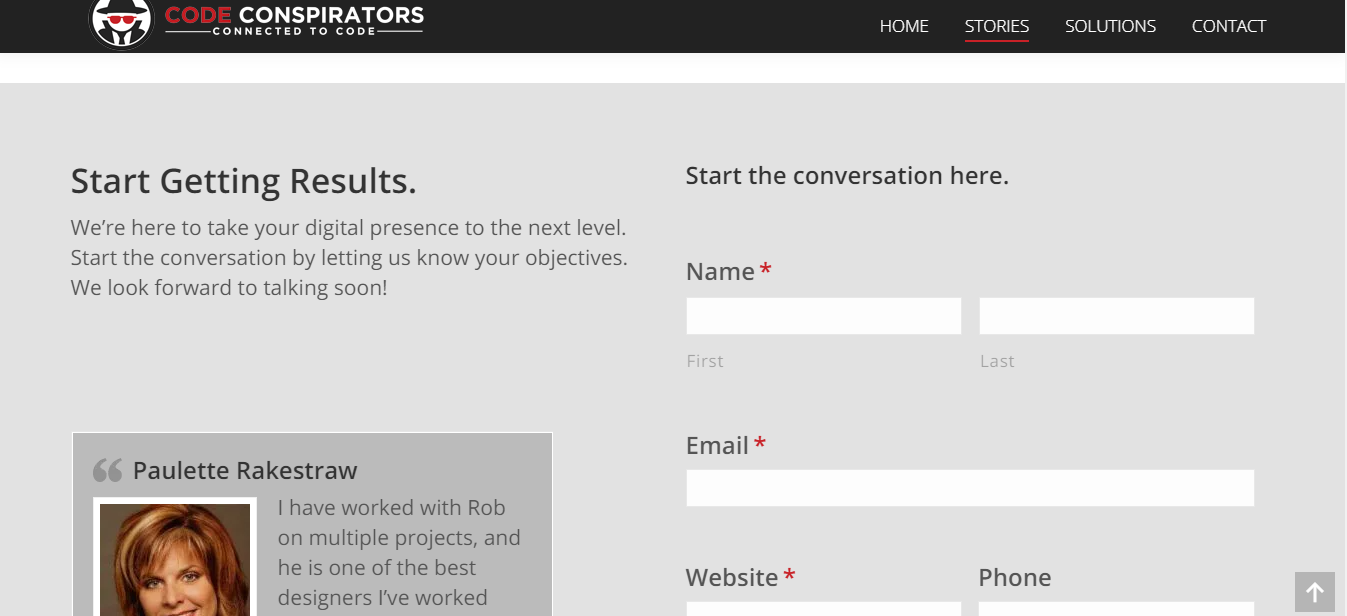 CODE CONSPIRATORS
CONNECTED TO CODE
HOME STORIES SOLUTIONS CONTACT
Start Getting Results.
We’re here to take your digital presence to the next level.
Start the conversation by letting us know your objectives.
We look forward to talking soon!
Paulette Rakestraw
I have worked with Rob
on multiple projects, and
he is one of the best
designers I’ve worked
Start the conversation here.
Name *
First Last
Email *
Website * Phone